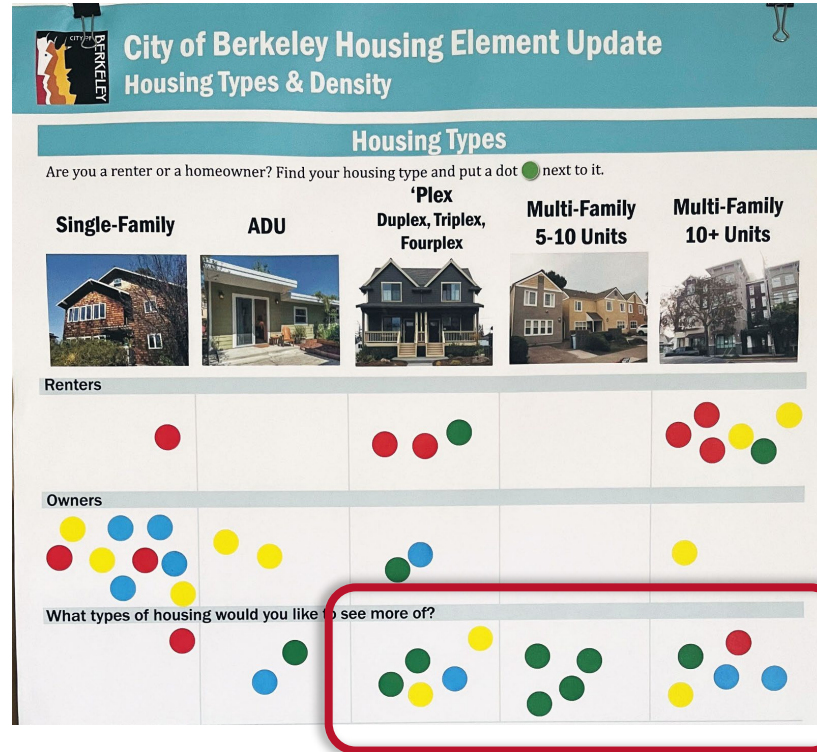 CITY OF
BERKELEY
City of Berkeley Housing Element Update
Housing Types & Density
Housing Types
Are you a renter or a homeowner? Find your housing type and put a dot next to it.
Single-Family
ADU
‘Plex
Duplex, Triplex,
Fourplex
Multi-Family
5-10 Units
Multi-Family
10+ Units
Renters
Owners
What types of housing would you like to see more of?